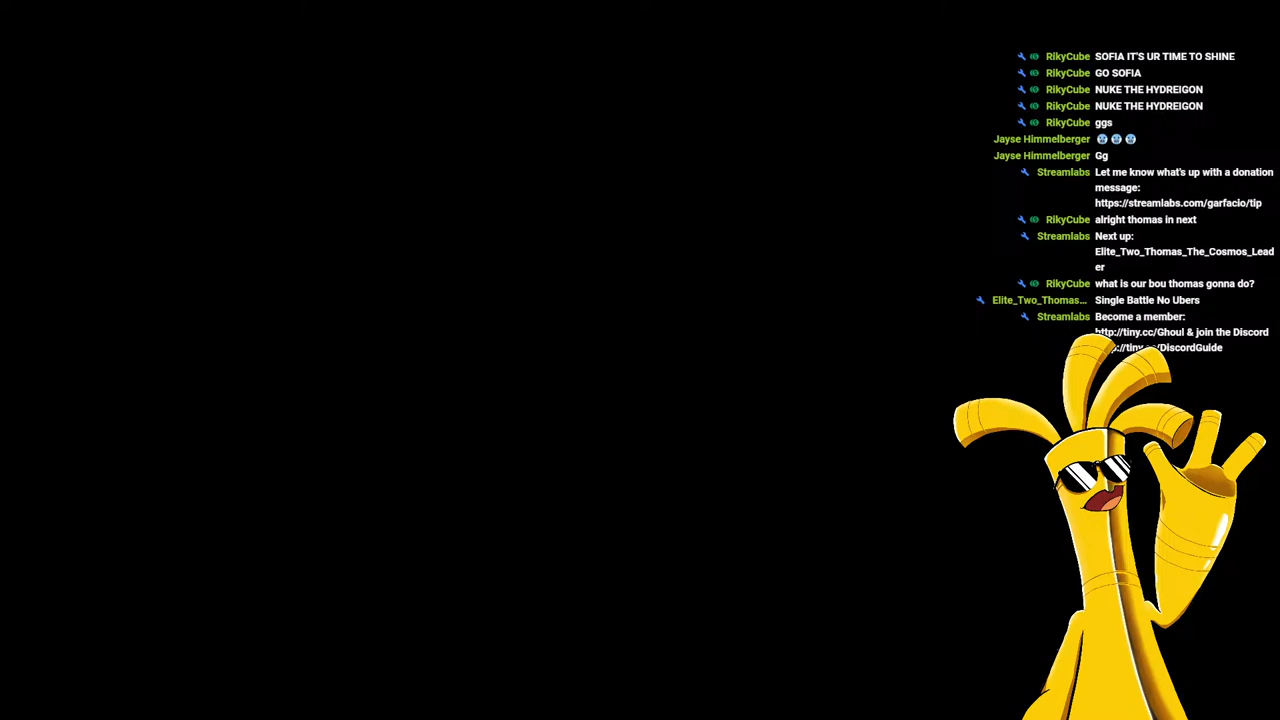 RikyCube SOFIA IT'S UR TIME TO SHINE
RikyCube GO SOFIA
RikyCube NUKE THE HYDREIGON
RikyCube NUKE THE HYDREIGON
RikyCube ggs
Jayse Himmelberger
Jayse Himmelberger Gg
Streamlabs Let me know what's up with a donation
message:
https://streamlabs.com/garfacio/tip
RikyCube alright thomas in next
Streamlabs Next up:
Elite_Two_Thomas_The_Cosmos_Lead
er
RikyCube what is our bou thomas gonna do?
Elite_Two_Thomas... Single Battle No Ubers
Streamlabs Become a member:
http://tiny.cc/Ghoul & join the Discord